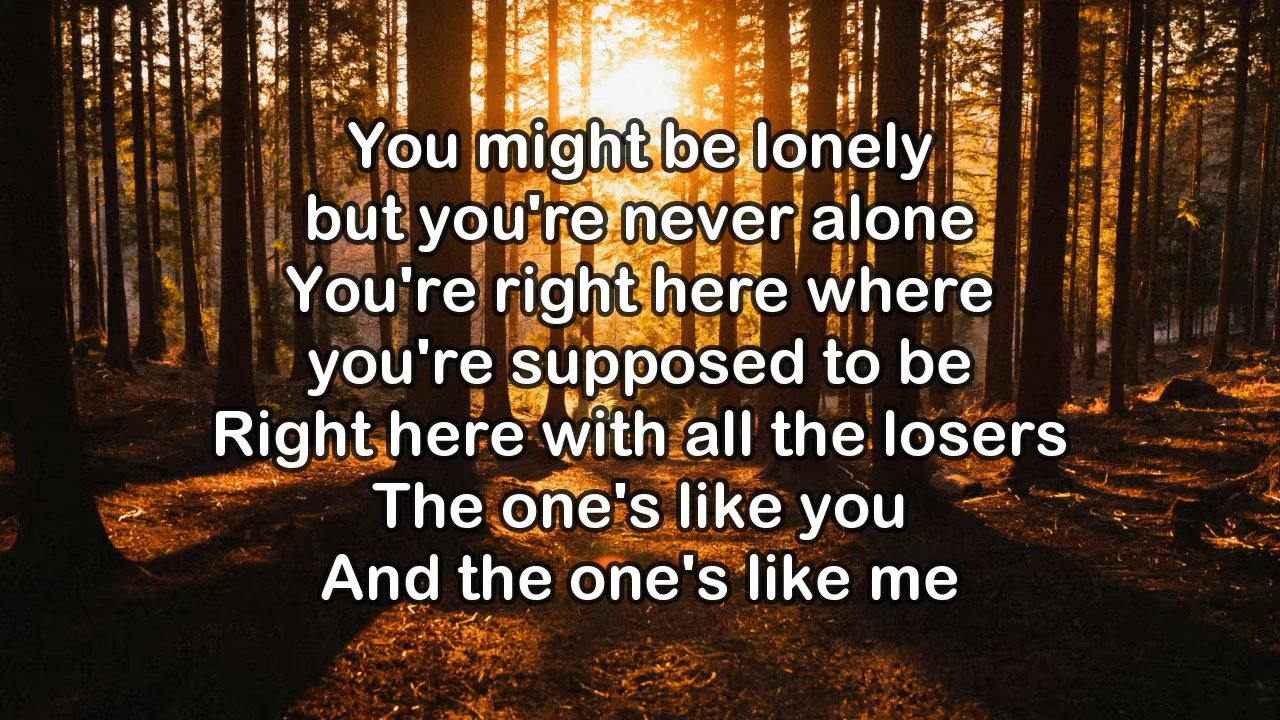 You might be lonely
but you're never alone
You're right here where
you're supposed to be
Right here with all the losers
The one's like you
And the one's like me